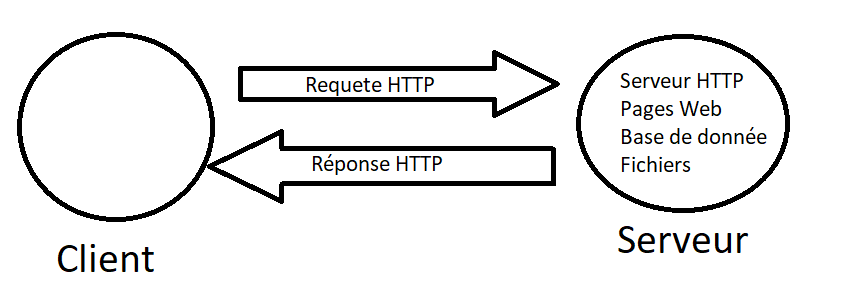 Requete HTTP
Réponse HTTP
Client
Serveur HTTP
Pages Web
Base de donnée
Fichiers
Serveur